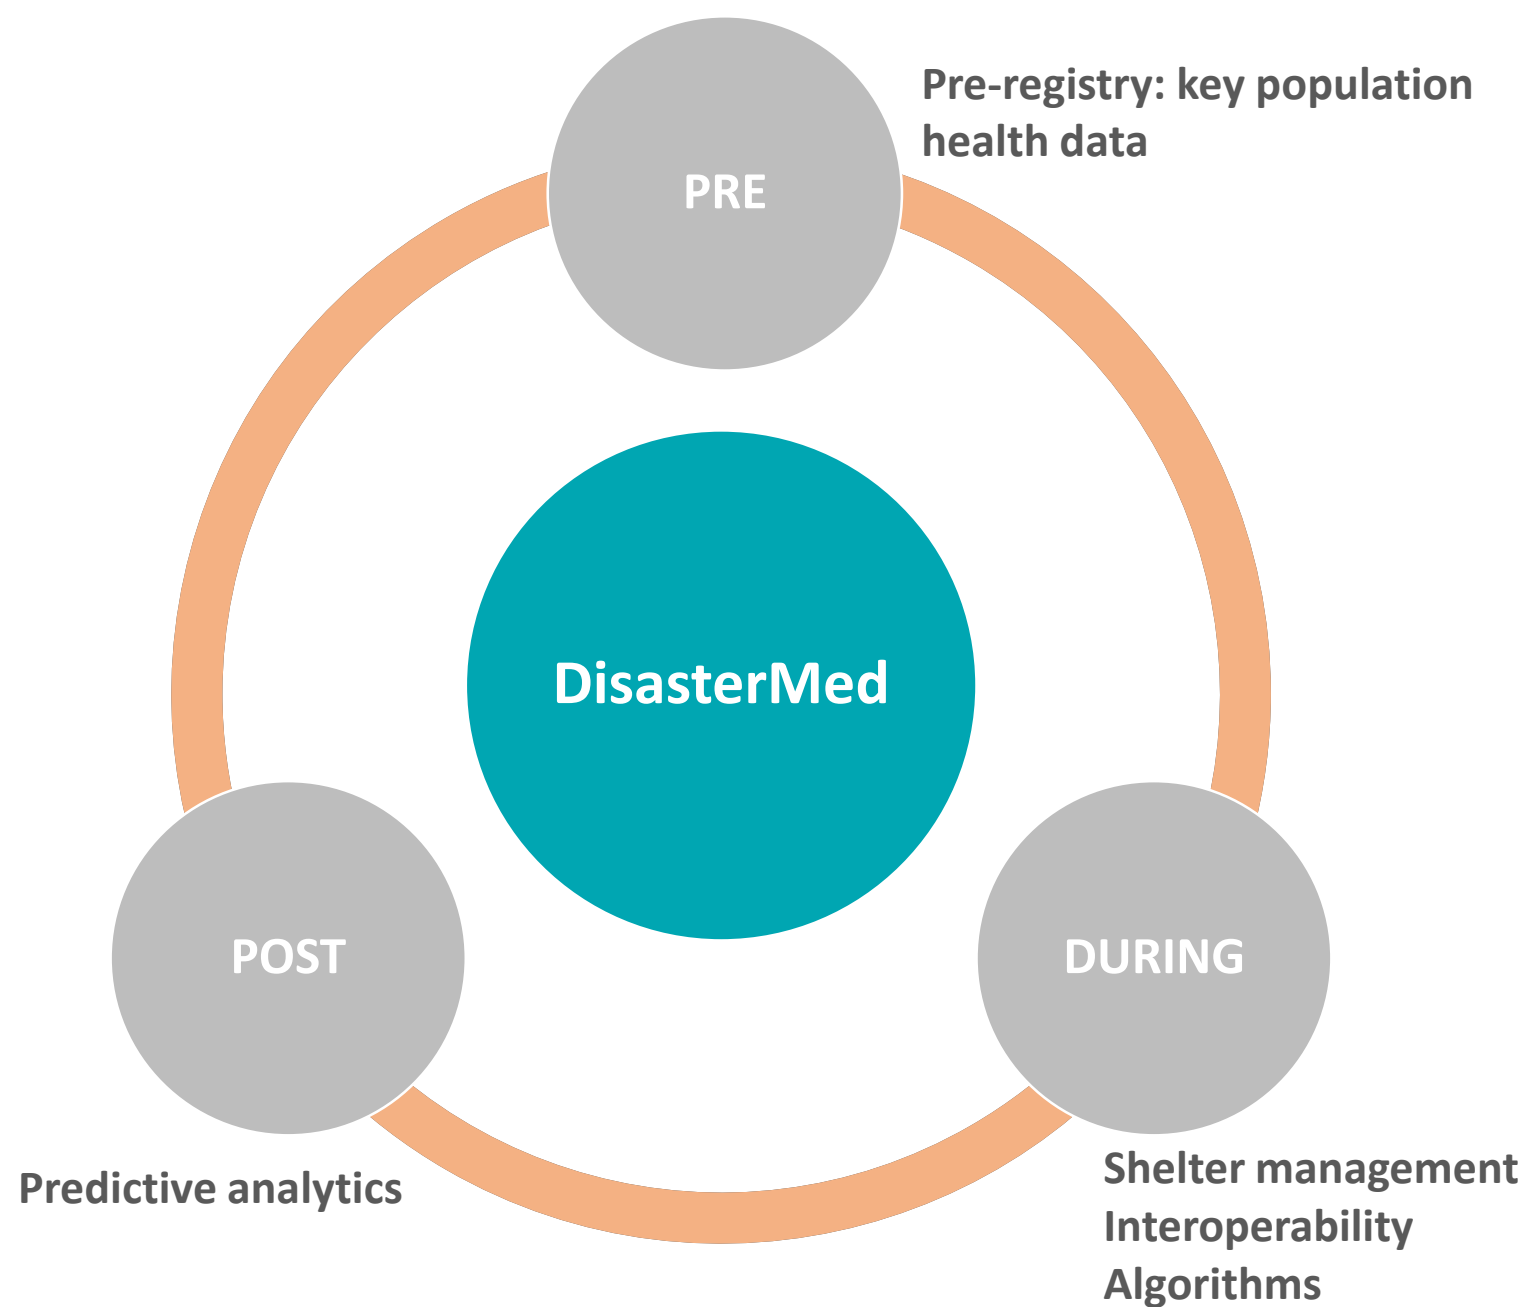 PRE
Pre-registry: key population
health data
DisasterMed
POST
Predictive analytics
DURING
Shelter management
Interoperability
Algorithms